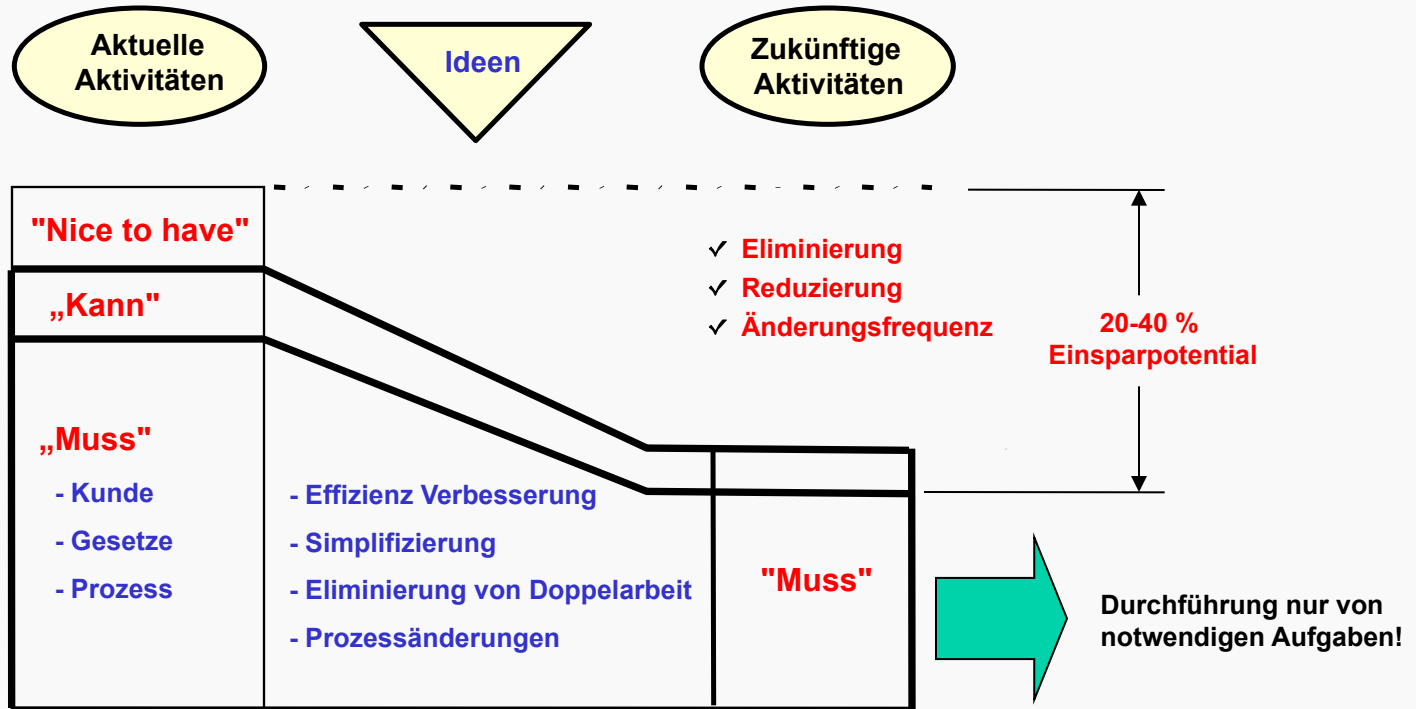 Aktuelle
Aktivitäten
Ideen
Zukünftige
Aktivitäten
"Nice to have"
„Kann"
„Muss"
- Kunde
- Gesetze
- Prozess
- Effizienz Verbesserung
- Simplifizierung
- Eliminierung von Doppelarbeit
- Prozessänderungen
✓ Eliminierung
✓ Reduzierung
✓ Änderungsfrequenz
20-40 %
Einsparpotential
"Muss"
Durchführung nur von
notwendigen Aufgaben!